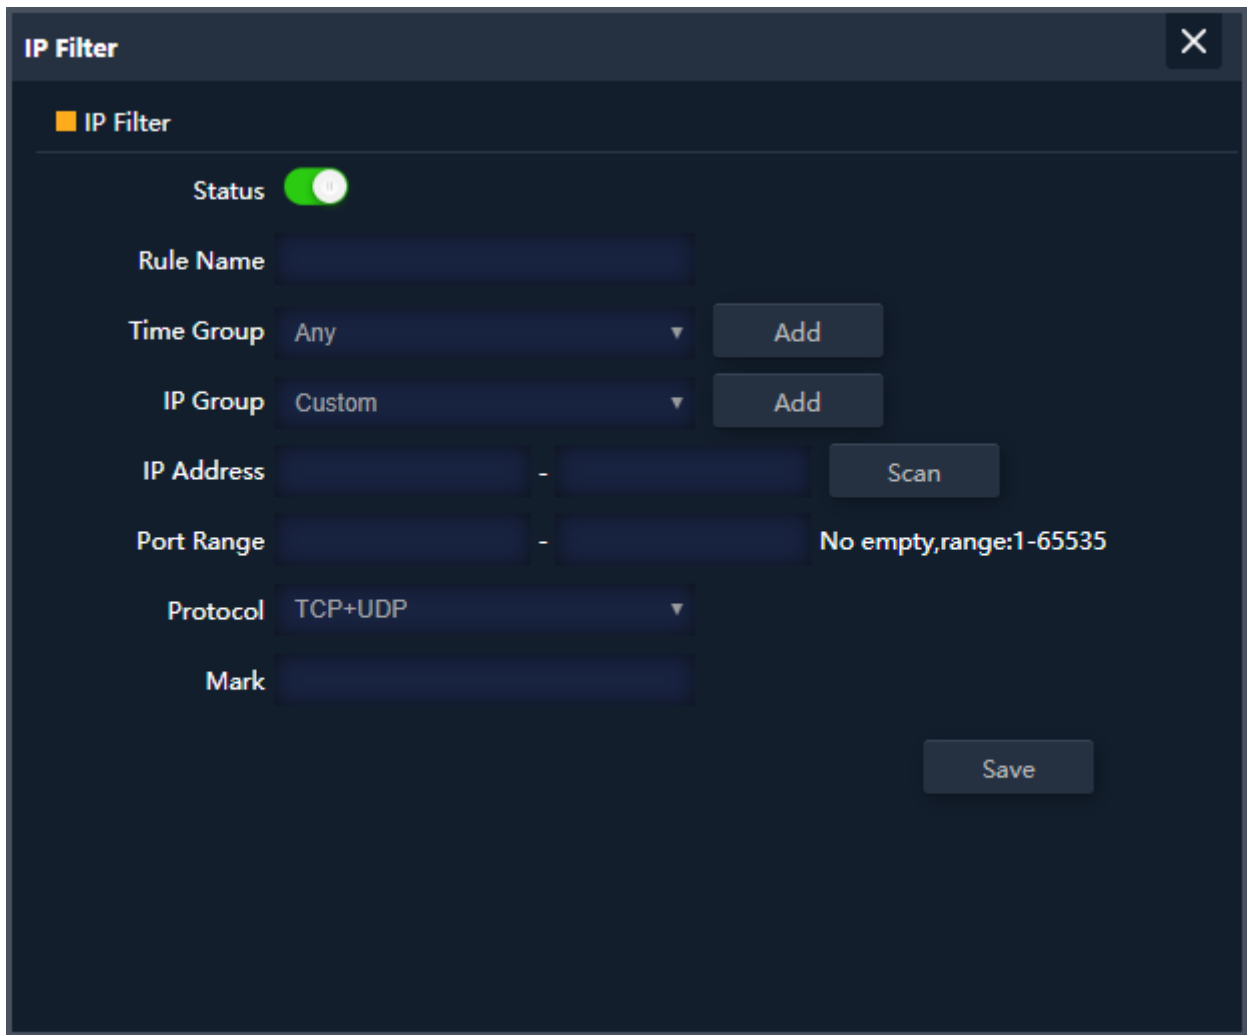 IP Filter
IP Filter
Status
Rule Name
Time Group Any Add
IP Group Custom Add
IP Address - Scan
Port Range - No empty,range:1-65535
Protocol TCP+UDP
Mark
Save